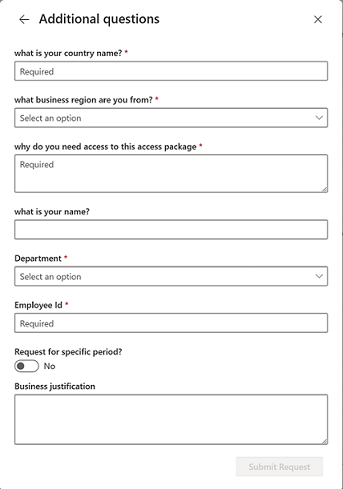 Additional questions
what is your country name? *
Required
what business region are you from? *
Select an option
why do you need access to this access package *
Required
what is your name?
Department *
Select an option
Employee Id *
Required
Request for specific period?
No
Business justification
Submit Request